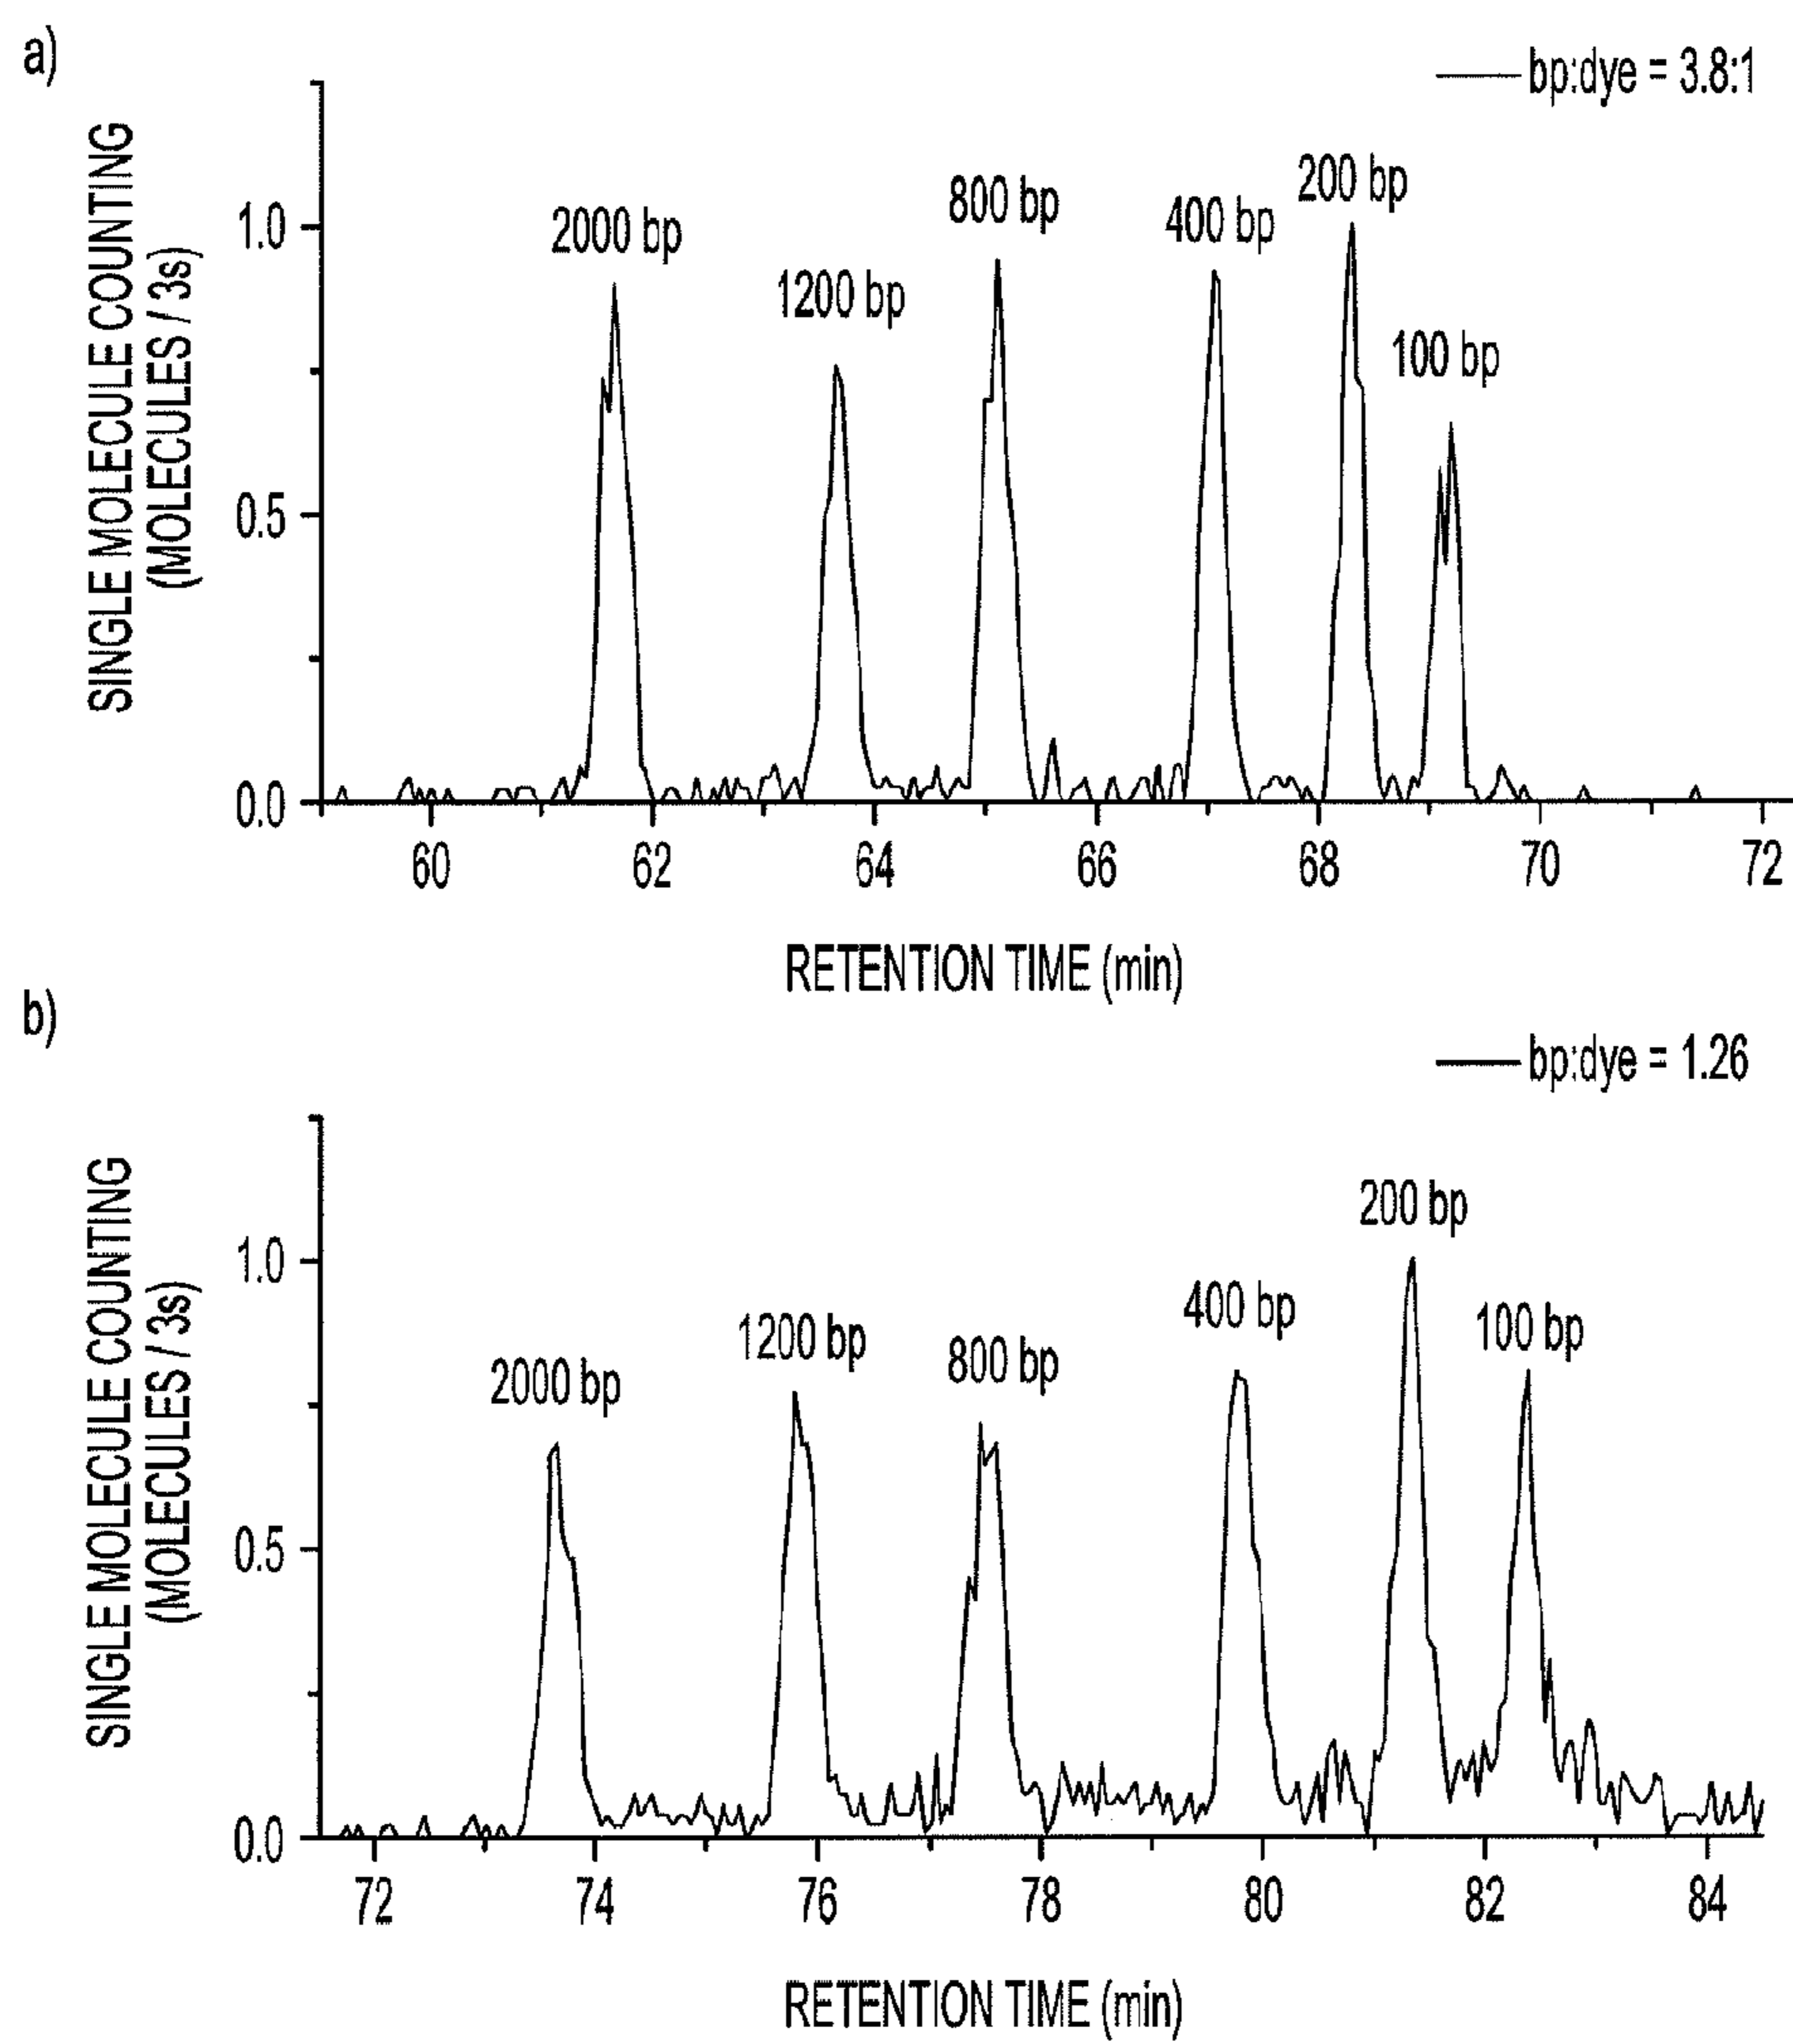 a)
bp:dye = 3.8:1
SINGLE MOLECULE COUNTING
(MOLECULES / 3s)
1.0
0.5
0.0
2000 bp
1200 bp
800 bp
400 bp
200 bp
100 bp
60 62 64 66 68 70 72
RETENTION TIME (min)
b)
bp:dye = 1.26
SINGLE MOLECULE COUNTING
(MOLECULES / 3s)
1.0
0.5
0.0
2000 bp
1200 bp
800 bp
400 bp
200 bp
100 bp
72 74 76 78 80 82 84
RETENTION TIME (min)